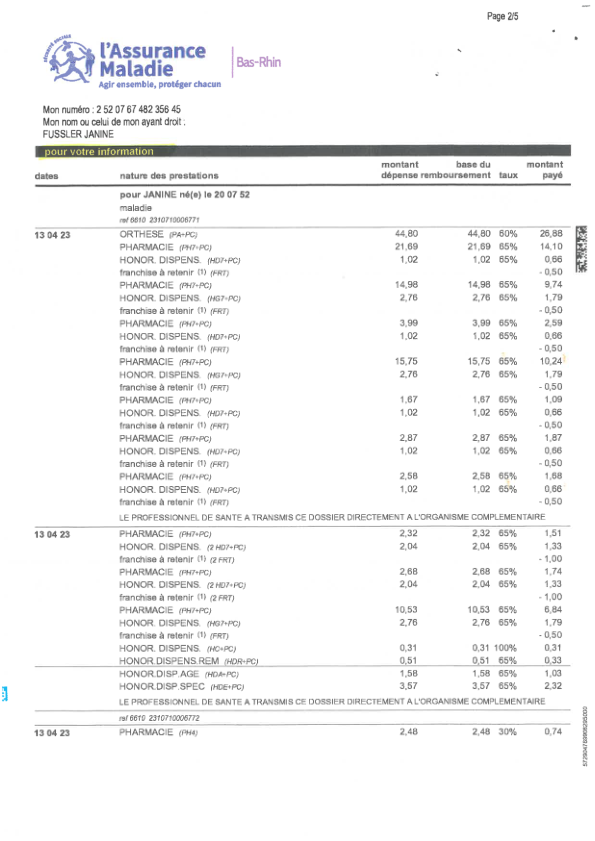 Page 2/5
SÉCURITÉ SOCIALE
l'Assurance
Maladie
Agir ensemble, protéger chacun
Bas-Rhin
Mon numéro : 2 52 07 67 482 356 45
Mon nom ou celui de mon ayant droit :
FUSSLER JANINE
pour votre information
dates nature des prestations montant dépense base du remboursement taux montant payé
pour JANINE né(e) le 20 07 52
maladie
ref 6610 2310710006771
13 04 23 ORTHESE (PA+PC) 44,80 44,80 60% 26,88
PHARMACIE (PH7+PC) 21,69 21,69 65% 14,10
HONOR. DISPENS. (HD7+PC) 1,02 1,02 65% 0,66
franchise à retenir (1) (FRT) - 0,50
PHARMACIE (PH7+PC) 14,98 14,98 65% 9,74
HONOR. DISPENS. (HG7+PC) 2,76 2,76 65% 1,79
franchise à retenir (1) (FRT) - 0,50
PHARMACIE (PH7+PC) 3,99 3,99 65% 2,59
HONOR. DISPENS. (HD7+PC) 1,02 1,02 65% 0,66
franchise à retenir (1) (FRT) - 0,50
PHARMACIE (PH7+PC) 15,75 15,75 65% 10,24
HONOR. DISPENS. (HG7+PC) 2,76 2,76 65% 1,79
franchise à retenir (1) (FRT) - 0,50
PHARMACIE (PH7+PC) 1,67 1,67 65% 1,09
HONOR. DISPENS. (HD7+PC) 1,02 1,02 65% 0,66
franchise à retenir (1) (FRT) - 0,50
PHARMACIE (PH7+PC) 2,87 2,87 65% 1,87
HONOR. DISPENS. (HD7+PC) 1,02 1,02 65% 0,66
franchise à retenir (1) (FRT) - 0,50
PHARMACIE (PH7+PC) 2,58 2,58 65% 1,68
HONOR. DISPENS. (HD7+PC) 1,02 1,02 65% 0,66
franchise à retenir (1) (FRT) - 0,50
LE PROFESSIONNEL DE SANTE A TRANSMIS CE DOSSIER DIRECTEMENT A L'ORGANISME COMPLEMENTAIRE
13 04 23 PHARMACIE (PH7+PC) 2,32 2,32 65% 1,51
HONOR. DISPENS. (2 HD7+PC) 2,04 2,04 65% 1,33
franchise à retenir (1) (2 FRT) - 1,00
PHARMACIE (PH7+PC) 2,68 2,68 65% 1,74
HONOR. DISPENS. (2 HD7+PC) 2,04 2,04 65% 1,33
franchise à retenir (1) (2 FRT) - 1,00
PHARMACIE (PH7+PC) 10,53 10,53 65% 6,84
HONOR. DISPENS. (HG7+PC) 2,76 2,76 65% 1,79
franchise à retenir (1) (FRT) - 0,50
HONOR. DISPENS. (HC+PC) 0,31 0,31 100% 0,31
HONOR.DISPENS.REM (HDR+PC) 0,51 0,51 65% 0,33
HONOR.DISP.AGE (HDA+PC) 1,58 1,58 65% 1,03
HONOR.DISP.SPEC (HDE+PC) 3,57 3,57 65% 2,32
LE PROFESSIONNEL DE SANTE A TRANSMIS CE DOSSIER DIRECTEMENT A L'ORGANISME COMPLEMENTAIRE
ref 6610 2310710006772
13 04 23 PHARMACIE (PH4) 2,48 2,48 30% 0,74